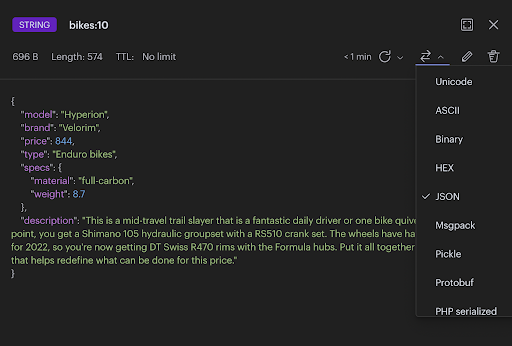 STRING bikes:10
696 B Length: 574 TTL: No limit < 1 min
{
"model": "Hyperion",
"brand": "Velorim",
"price": 844,
"type": "Enduro bikes",
"specs": {
"material": "full-carbon",
"weight": 8.7
},
"description": "This is a mid-travel trail slayer that is a fantastic daily driver or one bike
point, you get a Shimano 105 hydraulic groupset with a RS510 crank set. The wheels have
for 2022, so you're now getting DT Swiss R470 rims with the Formula hubs. Put it all together
that helps redefine what can be done for this price."
}
Unicode
ASCII
Binary
HEX
JSON
Msgpack
Pickle
Protobuf
PHP serialized